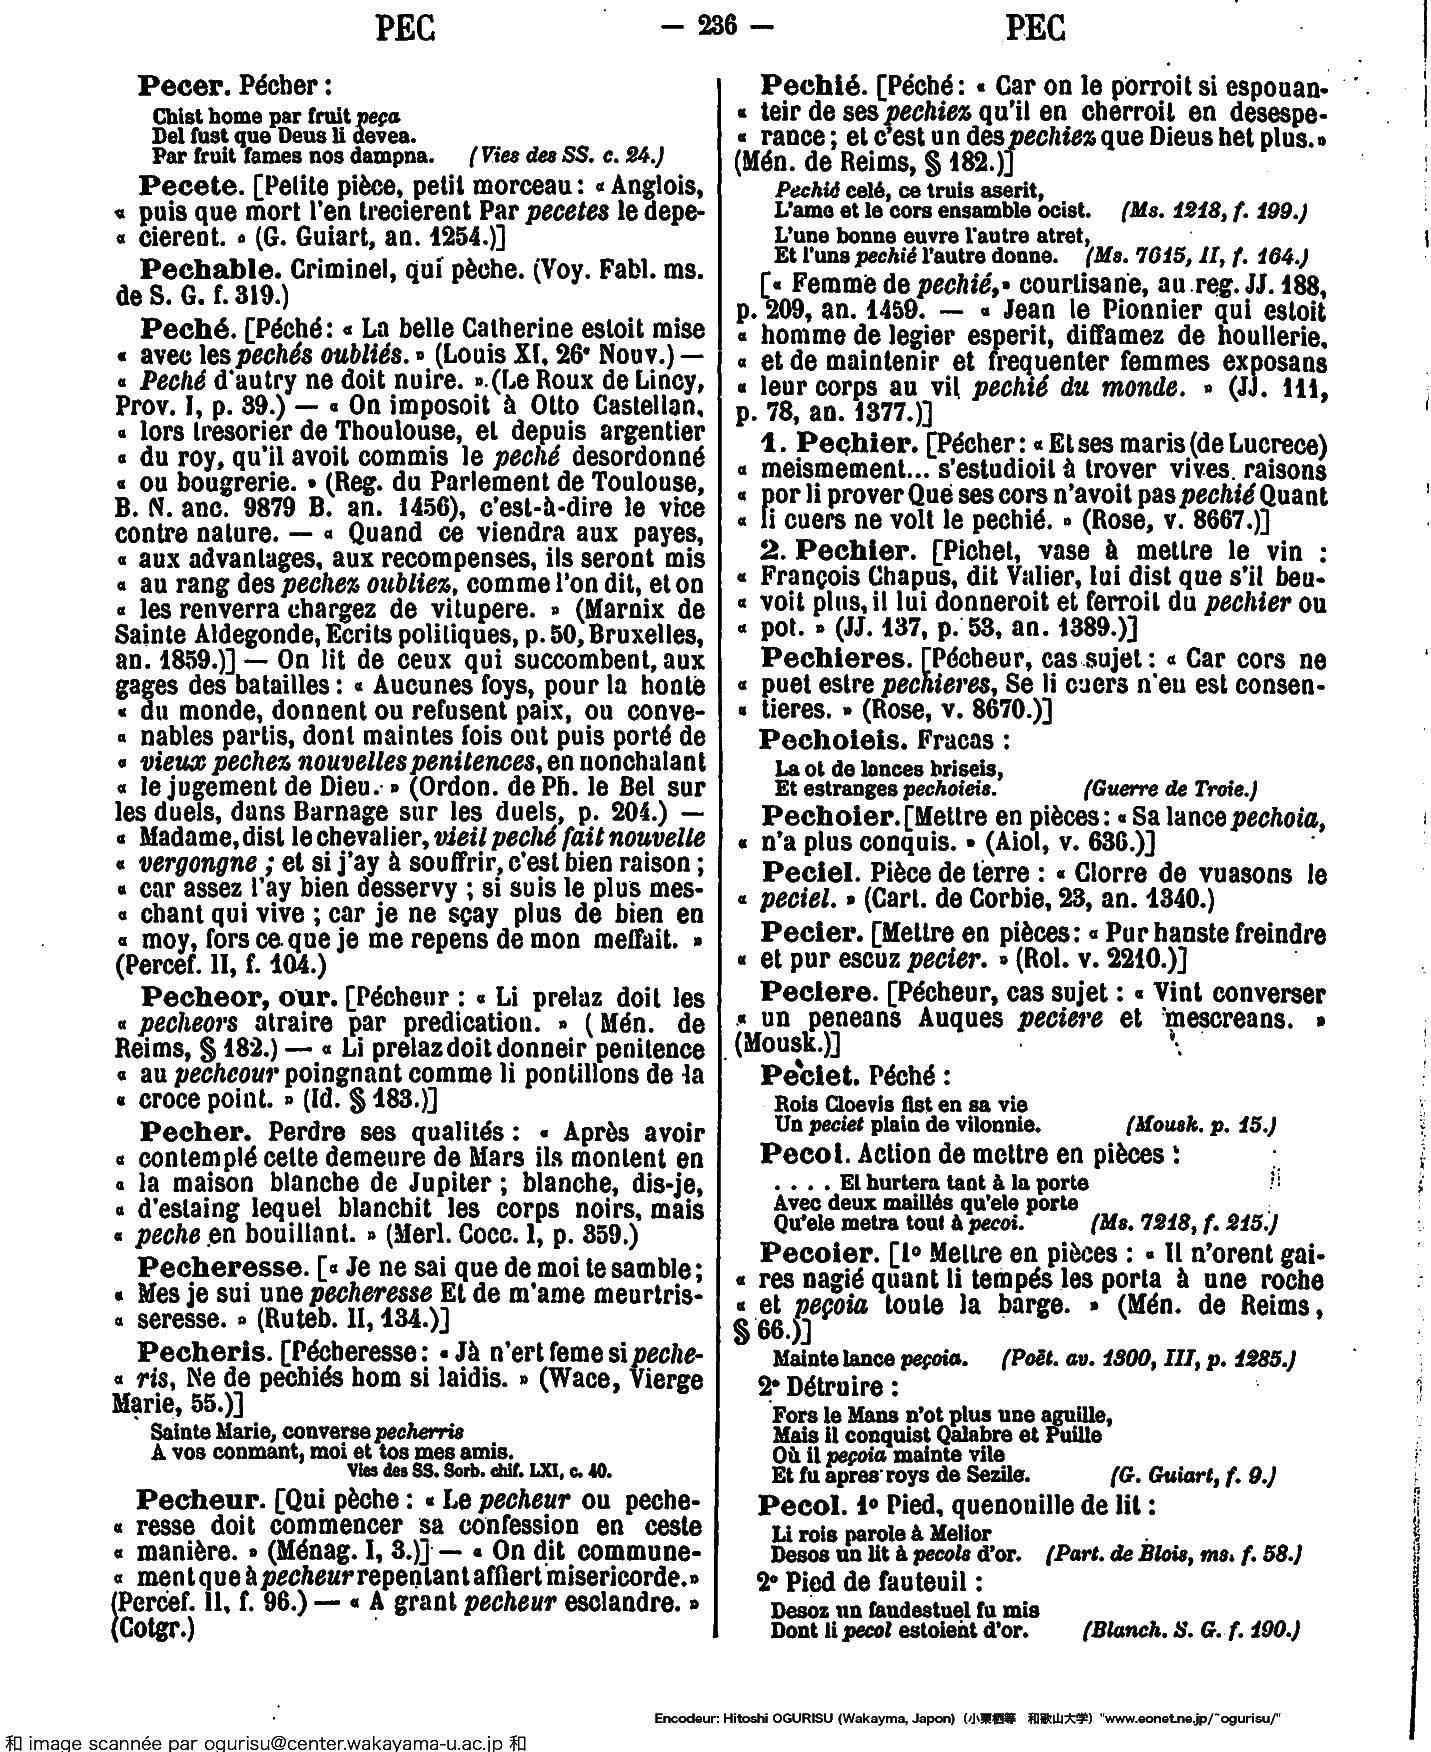 PEC — 236 — PEC
Pecer. Pécher :
Chist home par fruit peça
Del fust que Deus li devea.
Par fruit fames nos dampna. (Vies des SS. c. 24.)
Pecete. [Petite pièce, petit morceau : « Anglois,
« puis que mort l'en trecierent Par pecetes le depe-
« cierent. » (G. Guiart, an. 1254.)]
Pechable. Criminel, qui pèche. (Voy. Fabl. ms.
de S. G. f. 319.)
Peché. [Péché : « La belle Catherine estoit mise
« avec les pechés oubliés. » (Louis XI, 26e Nouv.) —
« Peché d'autry ne doit nuire. » (Le Roux de Lincy,
Prov. I, p. 39.) — « On imposoit à Otto Castellan,
« lors tresorier de Thoulouse, et depuis argentier
« du roy, qu'il avoit commis le peché desordonné
« ou bougrerie. » (Reg. du Parlement de Toulouse,
B. N. anc. 9879 B. an. 1456), c'est-à-dire le vice
contre nature. — « Quand ce viendra aux payes,
« aux advantages, aux recompenses, ils seront mis
« au rang des pechez oubliez, comme l'on dit, et on
« les renverra chargez de vitupere. » (Marnix de
Sainte Aldegonde, Ecrits politiques, p. 50, Bruxelles,
an. 1859.)] — On lit de ceux qui succombent, aux
gages des batailles : « Aucunes foys, pour la honte
« du monde, donnent ou refusent paix, ou conve-
« nables partis, dont maintes fois ont puis porté de
« vieux pechez nouvelles penitences, en nonchalant
« le jugement de Dieu. » (Ordon. de Ph. le Bel sur
les duels, dans Barnage sur les duels, p. 204.) —
« Madame, dist le chevalier, vieil peché fait nouvelle
« vergongne ; et si j'ay à souffrir, c'est bien raison ;
« car assez l'ay bien desservy ; si suis le plus mes-
« chant qui vive ; car je ne sçay plus de bien en
« moy, fors ce que je me repens de mon meffait. »
(Percef. II, f. 104.)
Pecheor, our. [Pécheur : « Li prelaz doit les
« pecheors atraire par predication. » (Mén. de
Reims, § 182.) — « Li prelaz doit donneir penitence
« au pecheour poingnant comme li pontillons de la
« croce point. » (Id. § 183.)]
Pecher. Perdre ses qualités : « Après avoir
« contemplé cette demeure de Mars ils montent en
« la maison blanche de Jupiter ; blanche, dis-je,
« d'estaing lequel blanchit les corps noirs, mais
« peche en bouillant. » (Merl. Cocc. I, p. 359.)
Pecheresse. [« Je ne sai que de moi te samble ;
« Mes je sui une pecheresse Et de m'ame meurtris-
« seresse. » (Ruteb. II, 134.)]
Pecheris. [Pécheresse : « Jà n'ert feme si peche-
« ris, Ne de pechiés hom si laidis. » (Wace, Vierge
Marie, 55.)]
Sainte Marie, converse pecherris
A vos conmant, moi et tos mes amis.
Vies des SS. Sorb. chif. LXI, c. 40.
Pecheur. [Qui pèche : « Le pecheur ou peche-
« resse doit commencer sa confession en ceste
« manière. » (Ménag. I, 3.)] — « On dit commune-
« ment que à pecheur repentant affiert misericorde. »
(Percef. II, f. 96.) — « A grant pecheur esclandre. »
(Cotgr.)
Pechié. [Péché : « Car on le porroit si espouan-
« teir de ses pechiez qu'il en cherroit en desespe-
« rance ; et c'est un des pechiez que Dieus het plus. »
(Mén. de Reims, § 182.)]
Pechié celé, ce truis aserit,
L'ame et le cors ensamble ocist. (Ms. 1218, f. 199.)
L'une bonne euvre l'autre atret,
Et l'uns pechié l'autre donne. (Ms. 7615, II, f. 164.)
[« Femme de pechié, » courtisane, au reg. JJ. 188,
p. 209, an. 1459. — « Jean le Pionnier qui estoit
« homme de legier esperit, diffamez de houllerie,
« et de maintenir et frequenter femmes exposans
« leur corps au vil pechié du monde. » (JJ. 111,
p. 78, an. 1377.)]
1. Pechier. [Pécher : « Et ses maris (de Lucrece)
« meismement... s'estudioit à trover vives raisons
« por li prover Que ses cors n'avoit pas pechié Quant
« li cuers ne volt le pechié. » (Rose, v. 8667.)]
2. Pechier. [Pichet, vase à mettre le vin :
« François Chapus, dit Valier, lui dist que s'il beu-
« voit plus, il lui donneroit et ferroit du pechier ou
« pot. » (JJ. 137, p. 53, an. 1389.)]
Pechieres. [Pécheur, cas sujet : « Car cors ne
« puet estre pechieres, Se li cuers n'eu est consen-
« tieres. » (Rose, v. 8670.)]
Pechoieis. Fracas :
La ot de lances briseis,
Et estranges pechoieis. (Guerre de Troie.)
Pechoier. [Mettre en pièces : « Sa lance pechoia,
« n'a plus conquis. » (Aiol, v. 636.)]
Peciel. Pièce de terre : « Clorre de vuasons le
« peciel. » (Cart. de Corbie, 23, an. 1340.)
Pecier. [Mettre en pièces : « Pur hanste freindre
« et pur escuz pecier. » (Rol. v. 2210.)]
Peciere. [Pécheur, cas sujet : « Vint converser
« un peneans Auques peciere et mescreans. »
(Mousk.)]
Peciet. Péché :
Rois Cloevis fist en sa vie
Un peciet plain de vilonnie. (Mousk. p. 15.)
Pecoi. Action de mettre en pièces :
. . . . El hurtera tant à la porte
Avec deux maillés qu'ele porte
Qu'ele metra tout à pecoi. (Ms. 7218, f. 215.)
Pecoier. [1o Mettre en pièces : « Il n'orent gai-
« res nagié quant li tempés les porta à une roche
« et peçoia toute la barge. » (Mén. de Reims,
§ 66.)]
Mainte lance peçoia. (Poët. av. 1300, III, p. 1285.)
2o Détruire :
Fors le Mans n'ot plus une aguille,
Mais il conquist Qalabre et Puille
Où il peçoia mainte vile
Et fu apres roys de Sezile. (G. Guiart, f. 9.)
Pecol. 1o Pied, quenouille de lit :
Li rois parole à Melior
Desos un lit à pecols d'or. (Part. de Blois, ms. f. 58.)
2o Pied de fauteuil :
Desoz un faudestuel fu mis
Dont li pecol estoient d'or. (Blanch. S. G. f. 190.)
Encodeur: Hitoshi OGURISU (Wakayma, Japon) (小栗栖等 和歌山大学) "www.eonet.ne.jp/~ogurisu/"
和 image scannée par ogurisu@center.wakayama-u.ac.jp 和